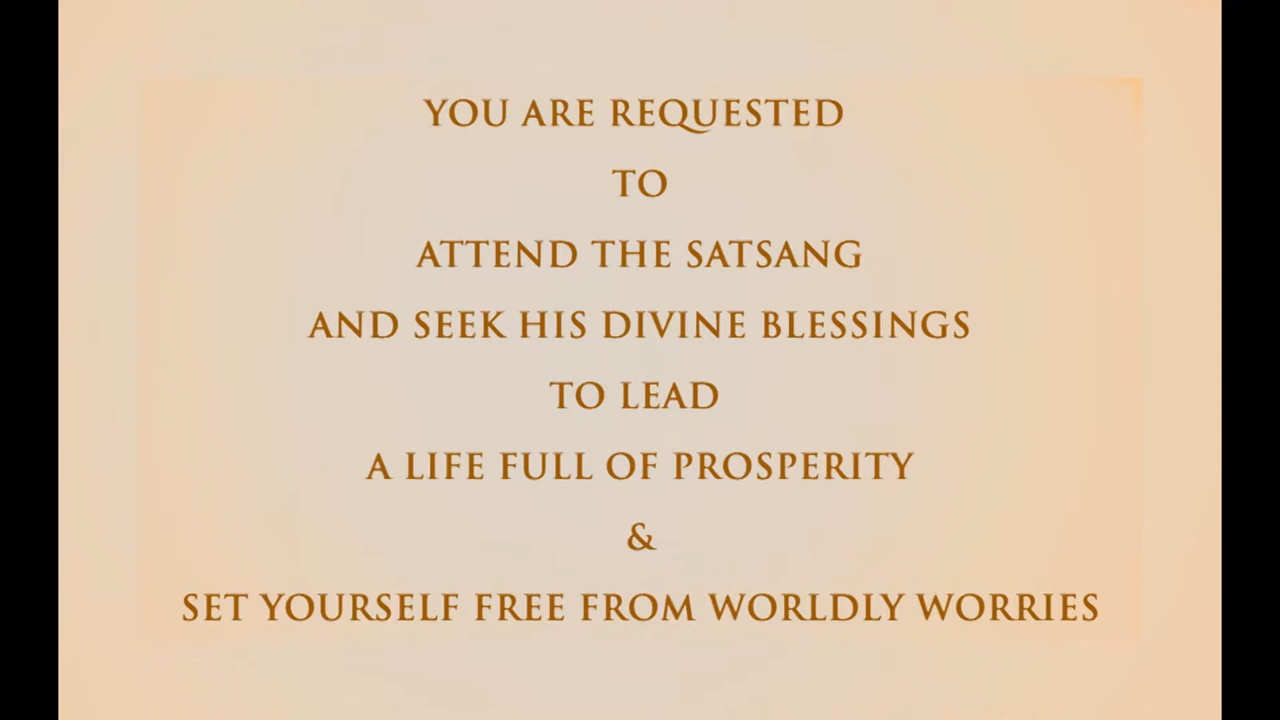 YOU ARE REQUESTED
TO
ATTEND THE SATSANG
AND SEEK HIS DIVINE BLESSINGS
TO LEAD
A LIFE FULL OF PROSPERITY
&
SET YOURSELF FREE FROM WORLDLY WORRIES